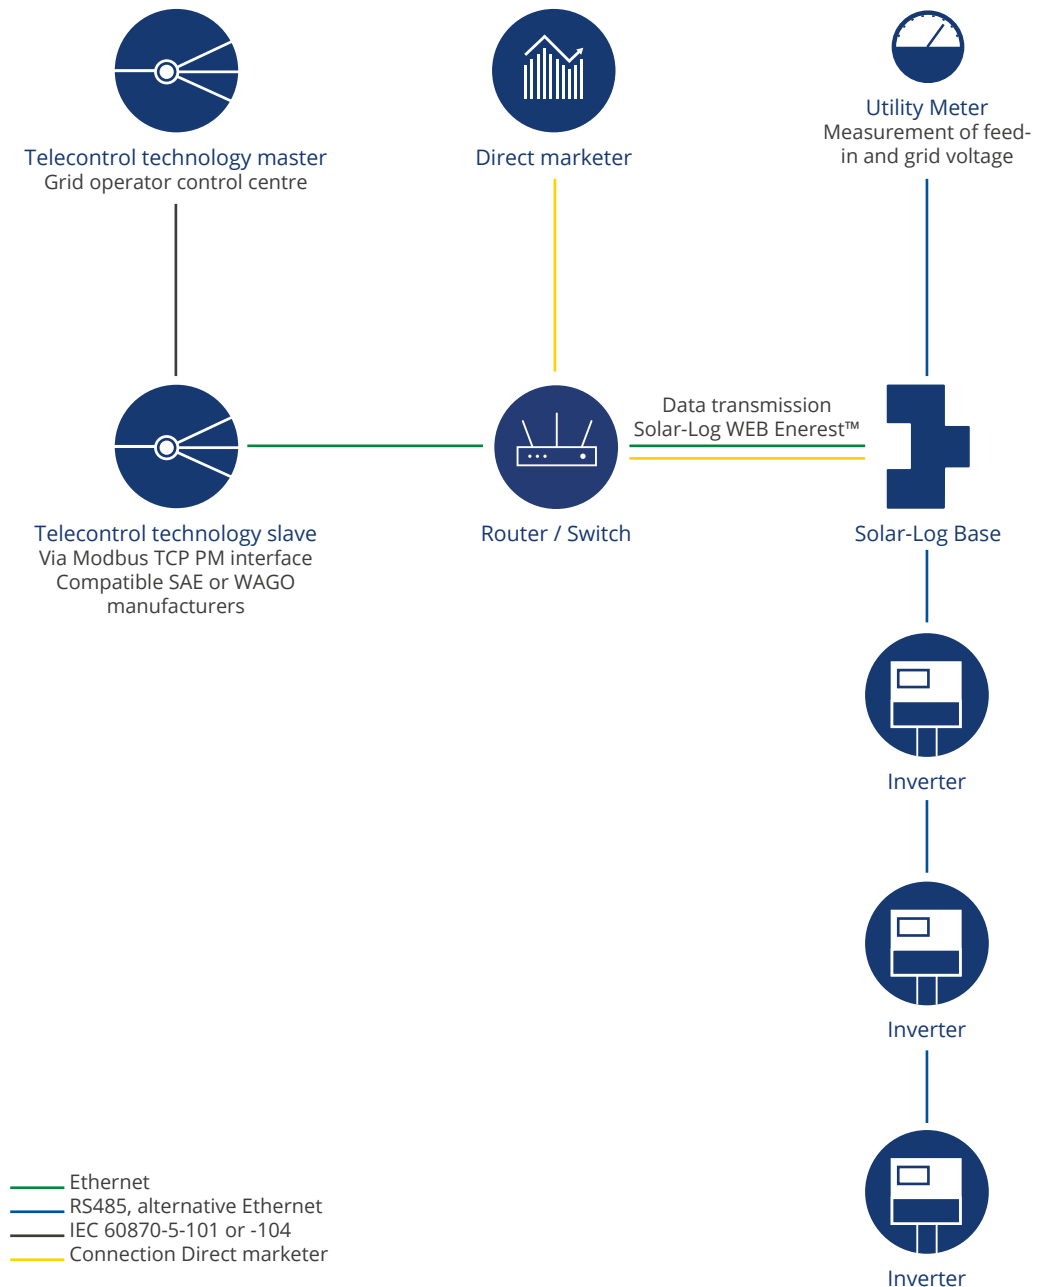 Telecontrol technology master
Grid operator control centre
Direct marketer
Utility Meter
Measurement of feed-
in and grid voltage
Data transmission
Solar-Log WEB Enerest™
Telecontrol technology slave
Via Modbus TCP PM interface
Compatible SAE or WAGO
manufacturers
Router / Switch
Solar-Log Base
Inverter
Inverter
Inverter
Ethernet
RS485, alternative Ethernet
IEC 60870-5-101 or -104
Connection Direct marketer